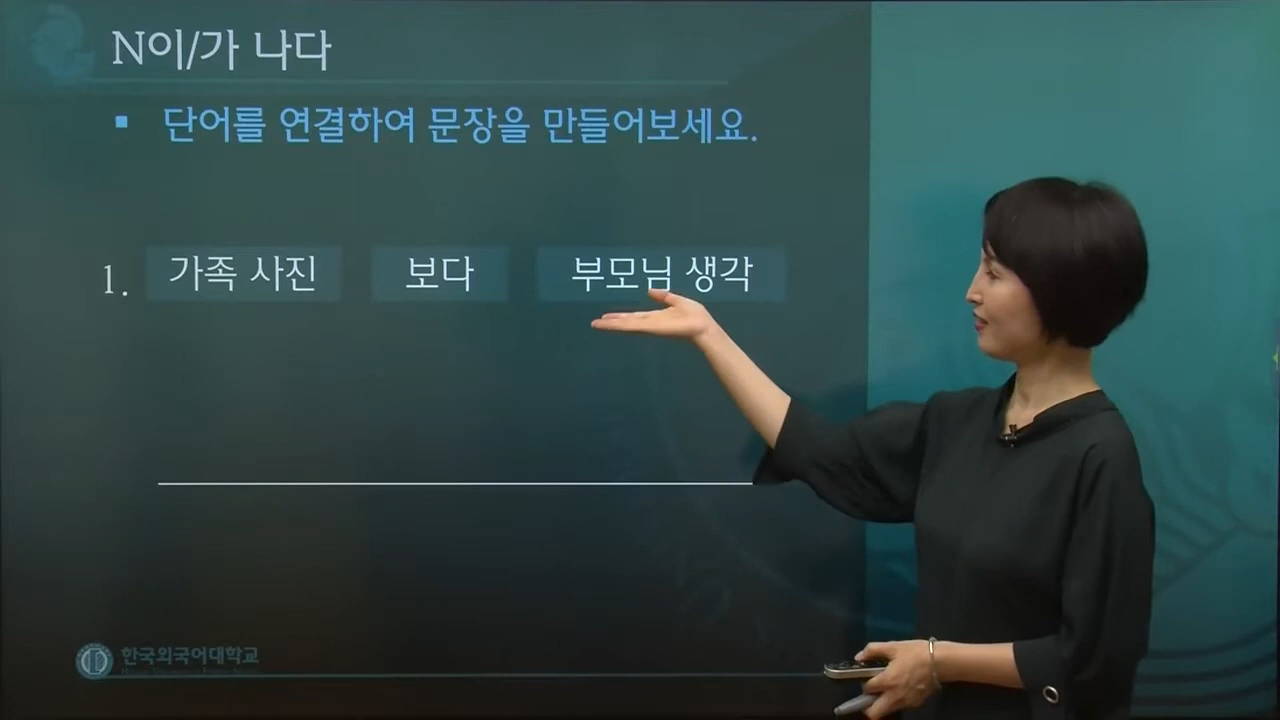 N이/가 나다
▪ 단어를 연결하여 문장을 만들어보세요.
1. 가족 사진 보다 부모님 생각
한국외국어대학교